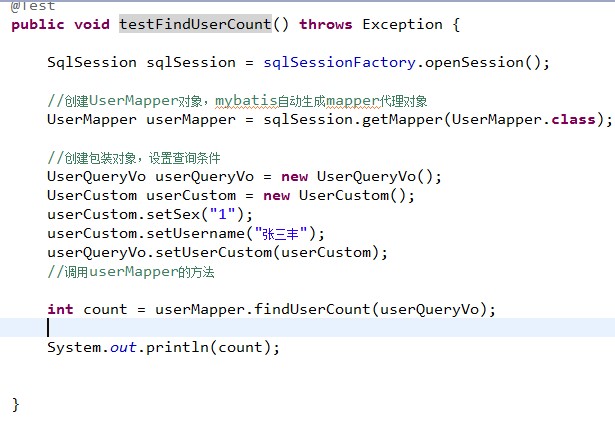 @Test
public void testFindUserCount() throws Exception {
SqlSession sqlSession = sqlSessionFactory.openSession();
//创建UserMapper对象，mybatis自动生成mapper代理对象
UserMapper userMapper = sqlSession.getMapper(UserMapper.class);
//创建包装对象，设置查询条件
UserQueryVo userQueryVo = new UserQueryVo();
UserCustom userCustom = new UserCustom();
userCustom.setSex("1");
userCustom.setUsername("张三丰");
userQueryVo.setUserCustom(userCustom);
//调用userMapper的方法
int count = userMapper.findUserCount(userQueryVo);
System.out.println(count);
}